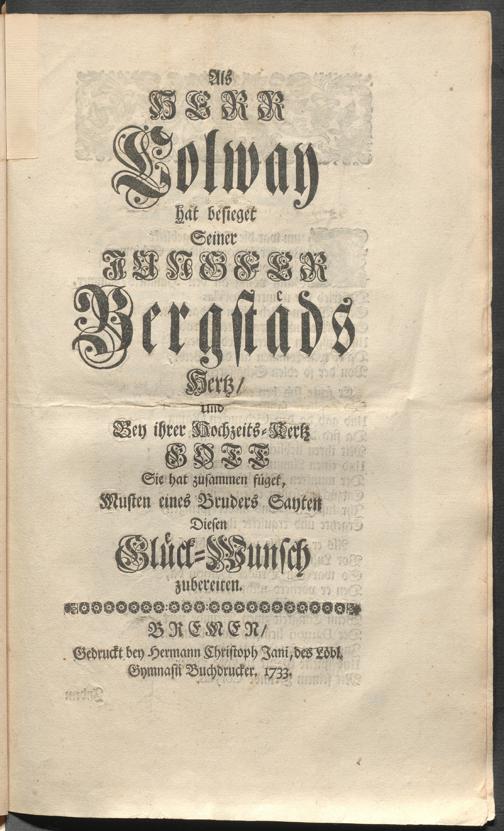 Als
HERR
Colway
hat besieget
Seiner
JUNGFER
Bergstads
Hertz/
Und
Bey ihrer Hochzeits-Kertz
GOTT
Sie hat zusammen füget,
Musten eines Bruders Sayten
Diesen
Glück-Wunsch
zubereiten.
BREMEN/
Gedruckt bey Hermann Christoph Jani, des Löbl.
Gymnasii Buchdrucker, 1733.